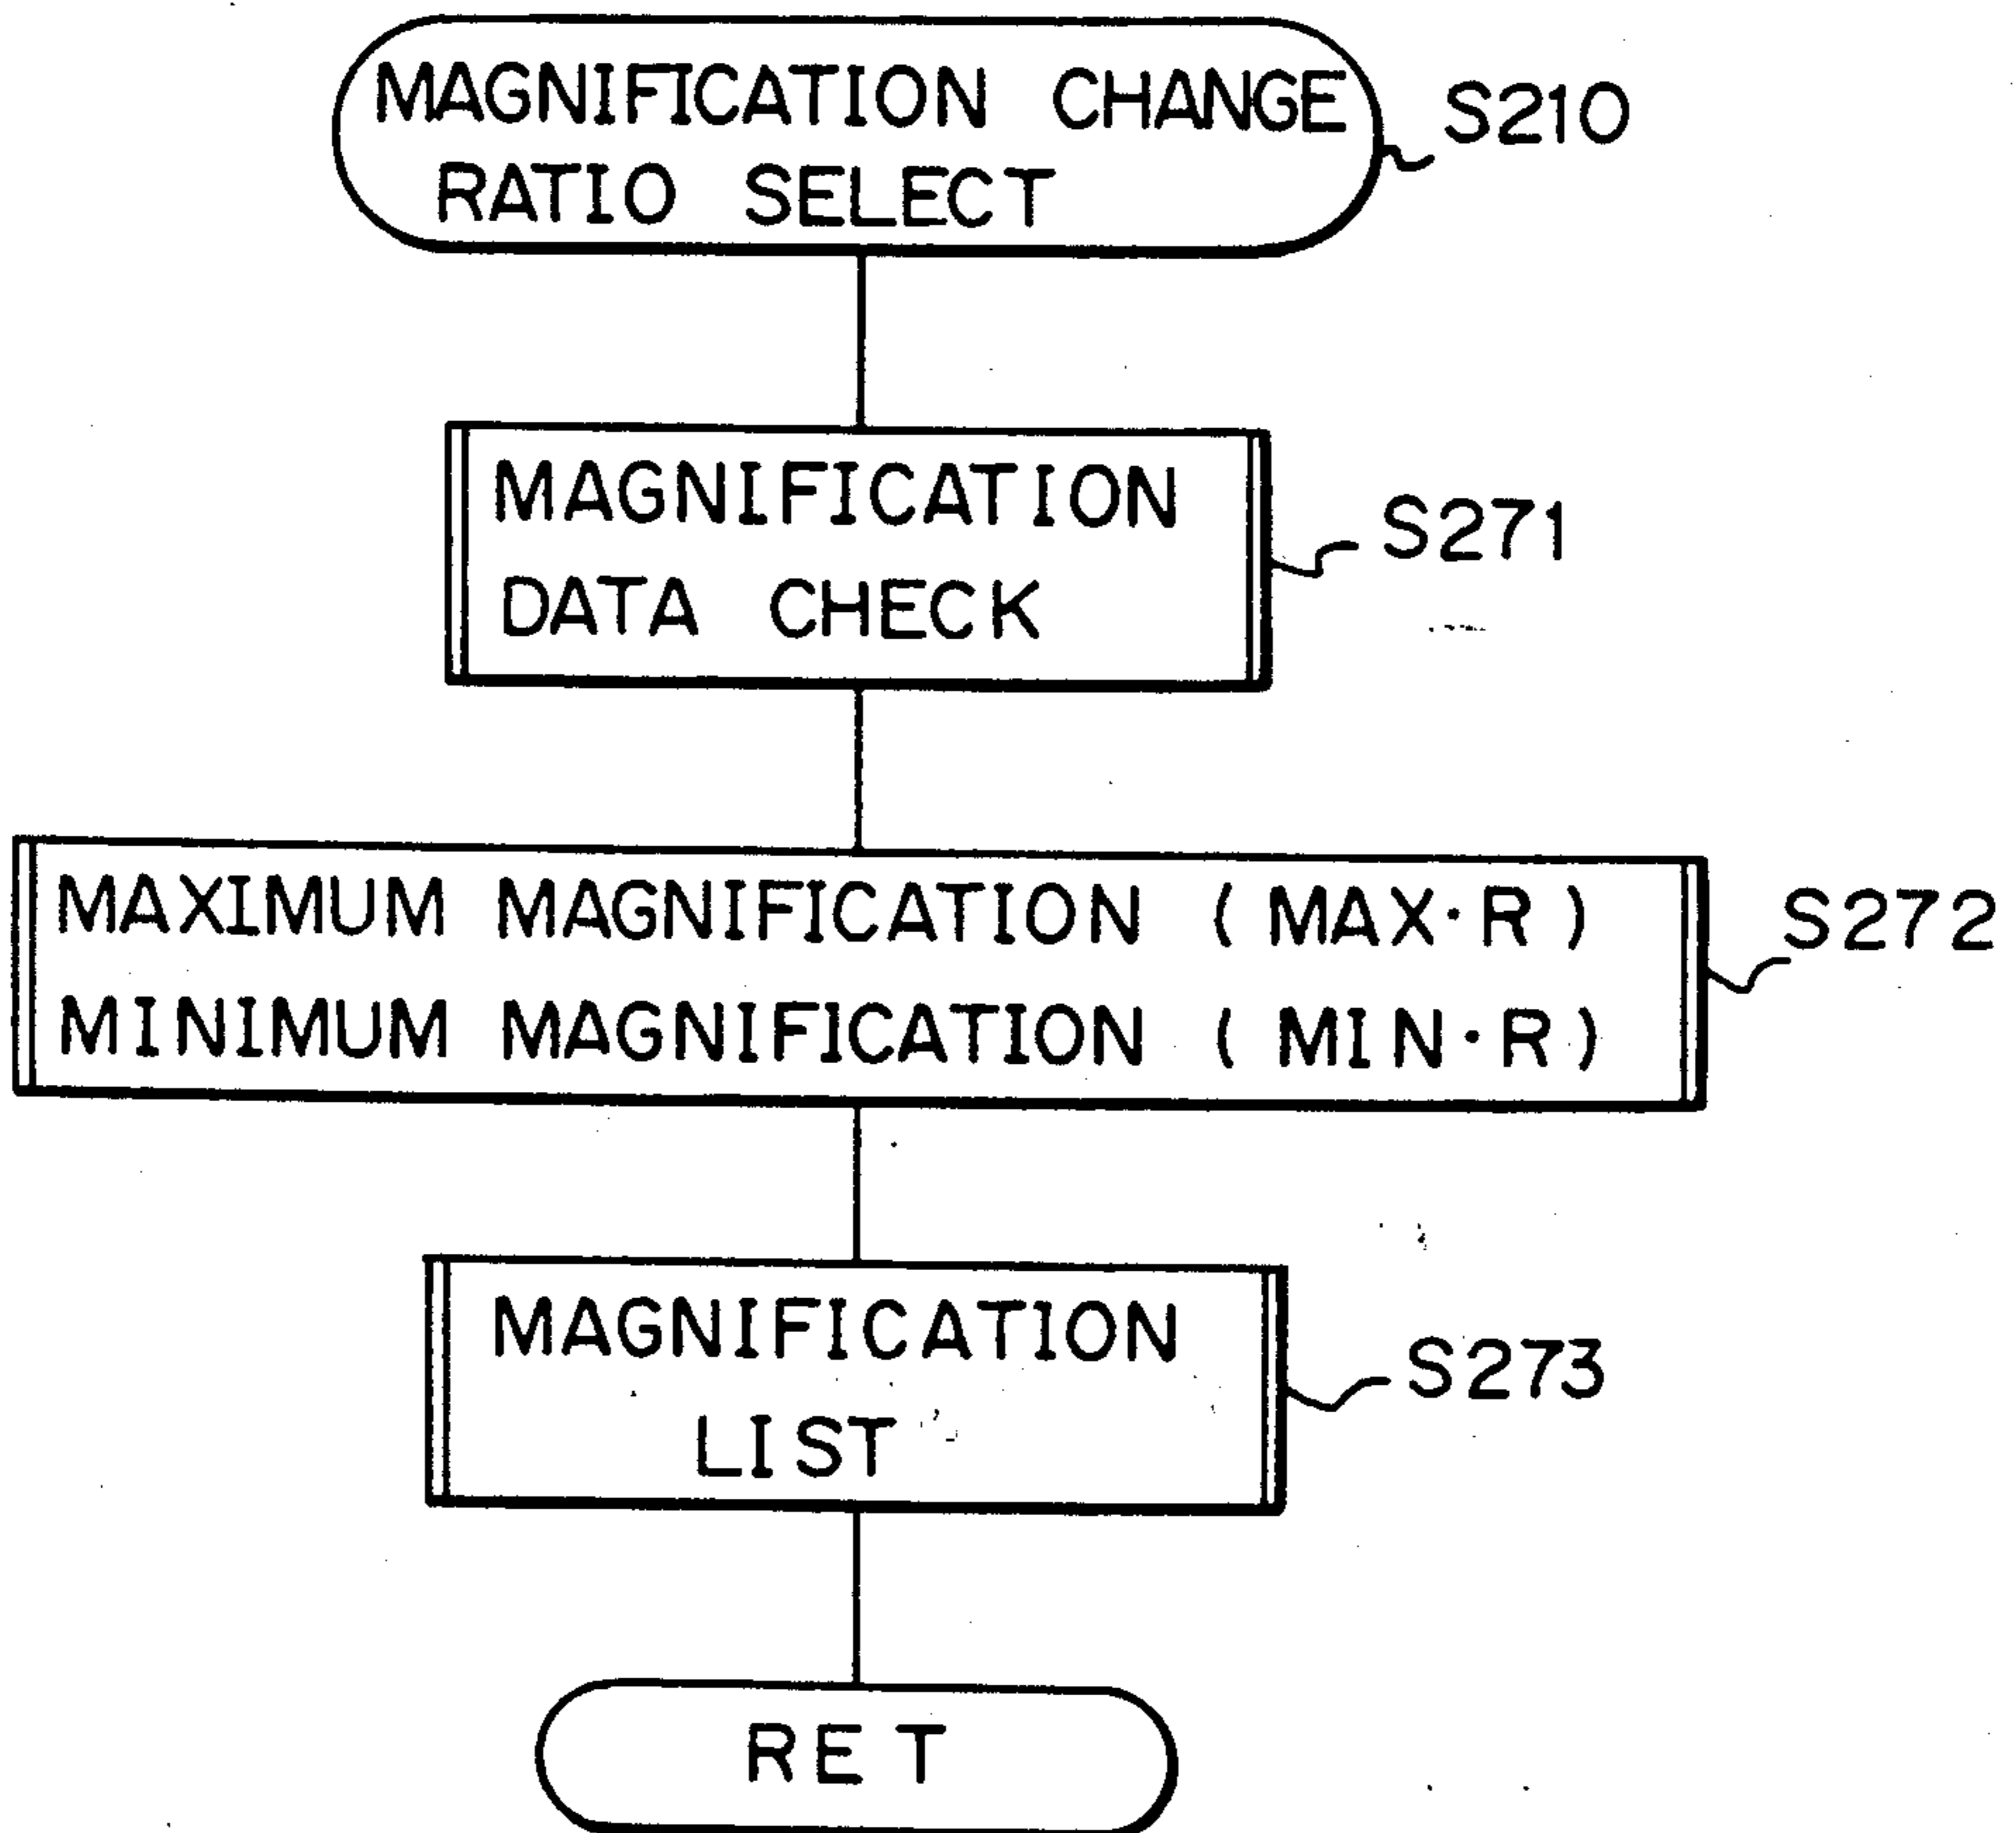 MAGNIFICATION CHANGE
RATIO SELECT
S210
MAGNIFICATION
DATA CHECK
S271
MAXIMUM MAGNIFICATION (MAX·R)
MINIMUM MAGNIFICATION (MIN·R)
S272
MAGNIFICATION
LIST
S273
RET